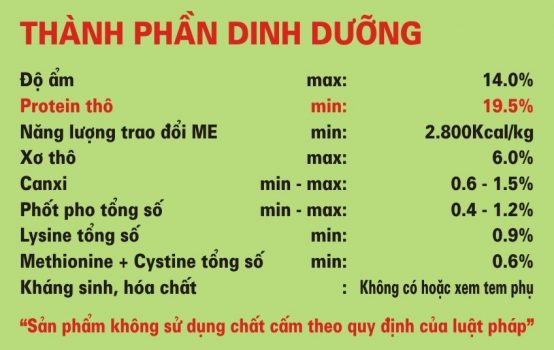 THÀNH PHẦN DINH DƯỠNG
Độ ẩm max: 14.0%
Protein thô min: 19.5%
Năng lượng trao đổi ME min: 2.800Kcal/kg
Xơ thô max: 6.0%
Canxi min - max: 0.6 - 1.5%
Phốt pho tổng số min - max: 0.4 - 1.2%
Lysine tổng số min: 0.9%
Methionine + Cystine tổng số min: 0.6%
Kháng sinh, hóa chất : Không có hoặc xem tem phụ
“Sản phẩm không sử dụng chất cấm theo quy định của luật pháp”